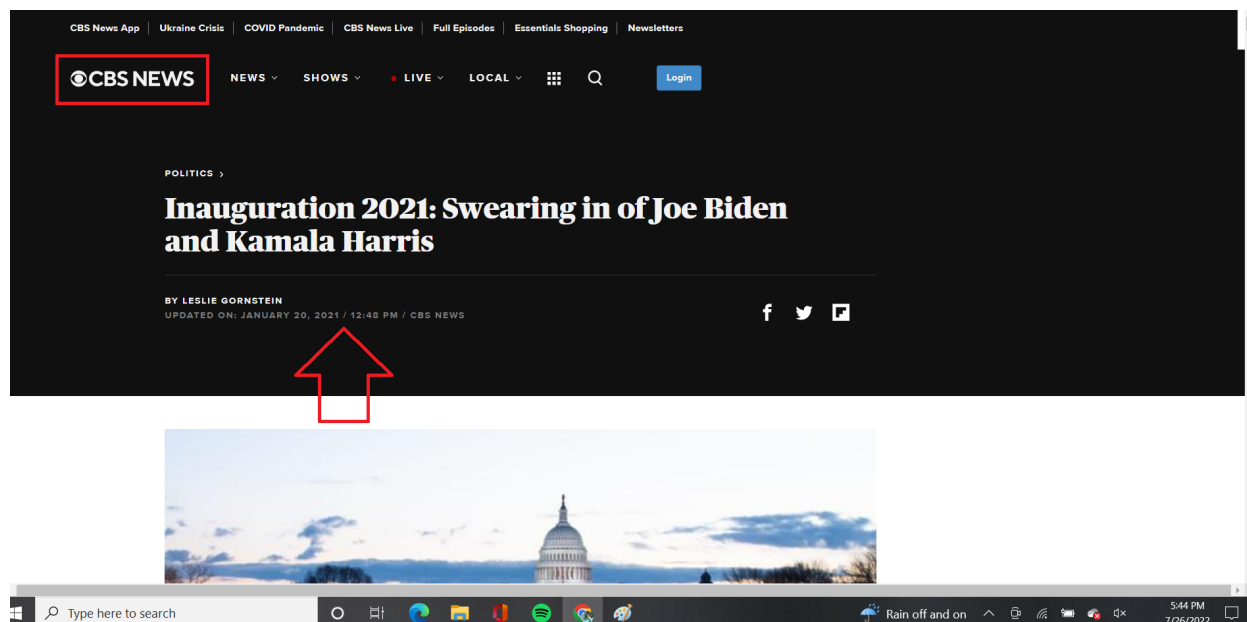 CBS News App Ukraine Crisis COVID Pandemic CBS News Live Full Episodes Essentials Shopping Newsletters
CBS NEWS NEWS SHOWS LIVE LOCAL Login
POLITICS
Inauguration 2021: Swearing in of Joe Biden
and Kamala Harris
BY LESLIE GORNSTEIN
UPDATED ON: JANUARY 20, 2021 / 12:48 PM / CBS NEWS
Type here to search Rain off and on 5:44 PM
7/26/2022